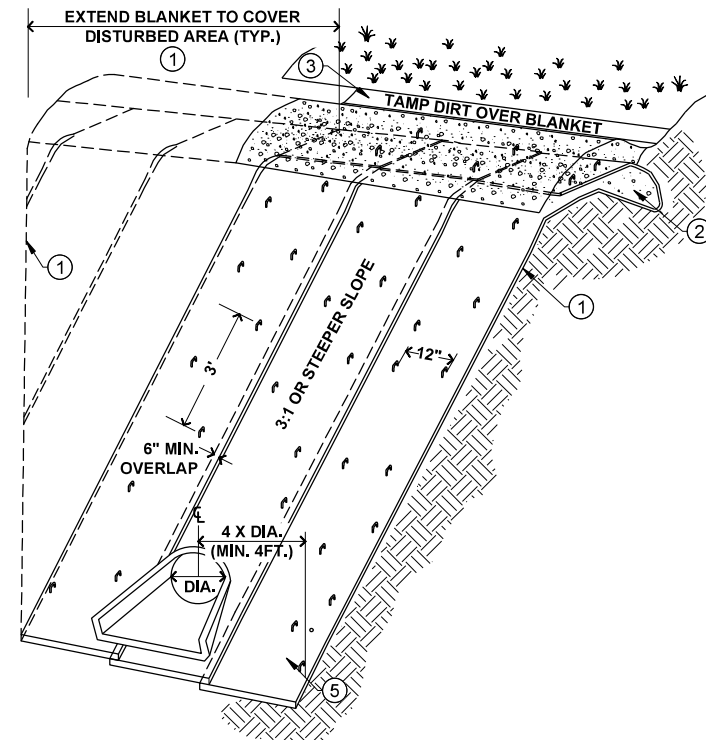 EXTEND BLANKET TO COVER
DISTURBED AREA (TYP.)
1
3
TAMP DIRT OVER BLANKET
2
1
1
3'
3:1 OR STEEPER SLOPE
12"
6" MIN.
OVERLAP
℄
4 X DIA.
(MIN. 4FT.)
DIA.
5